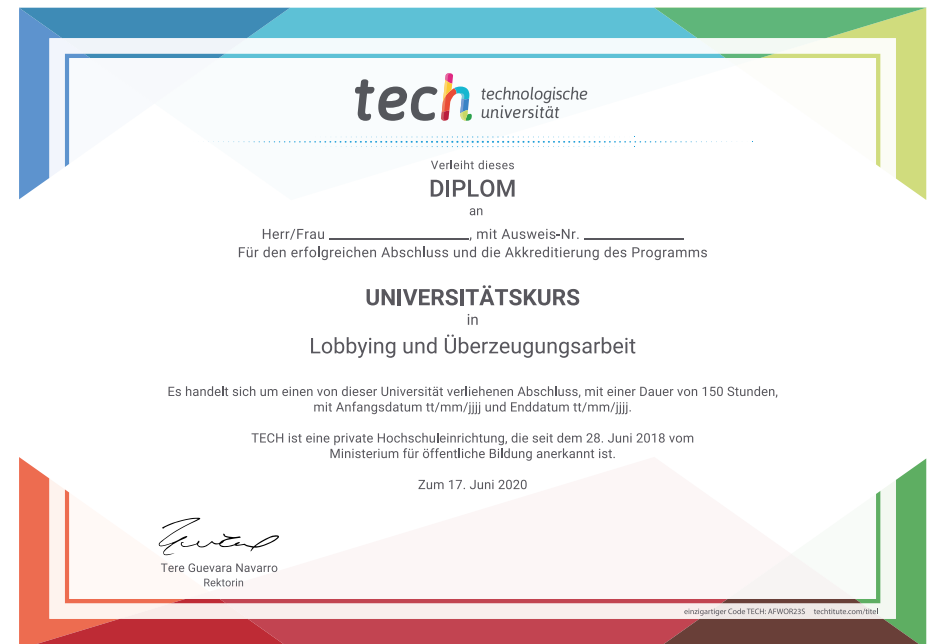 tech technologische
universität
Verleiht dieses
DIPLOM
an
Herr/Frau ____________, mit Ausweis-Nr. ____________
Für den erfolgreichen Abschluss und die Akkreditierung des Programms
UNIVERSITÄTSKURS
in
Lobbying und Überzeugungsarbeit
Es handelt sich um einen von dieser Universität verliehenen Abschluss, mit einer Dauer von 150 Stunden,
mit Anfangsdatum tt/mm/jjjj und Enddatum tt/mm/jjjj.
TECH ist eine private Hochschuleinrichtung, die seit dem 28. Juni 2018 vom
Ministerium für öffentliche Bildung anerkannt ist.
Zum 17. Juni 2020
Tere Guevara Navarro
Rektorin
einzigartiger Code TECH: AFWOR23S techtitute.com/titel